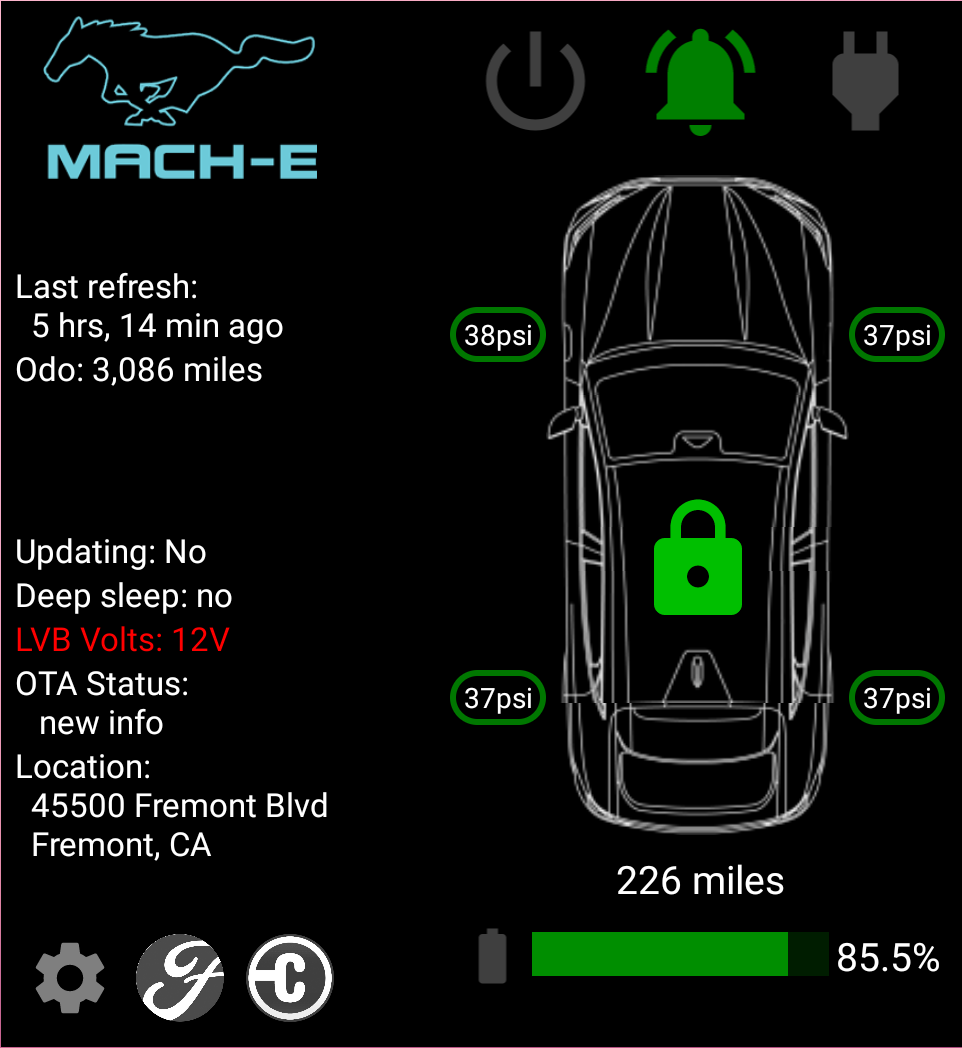 MACH-E
Last refresh:
5 hrs, 14 min ago
Odo: 3,086 miles
38psi
37psi
Updating: No
Deep sleep: no
LVB Volts: 12V
OTA Status:
new info
Location:
45500 Fremont Blvd
Fremont, CA
37psi
37psi
226 miles
85.5%